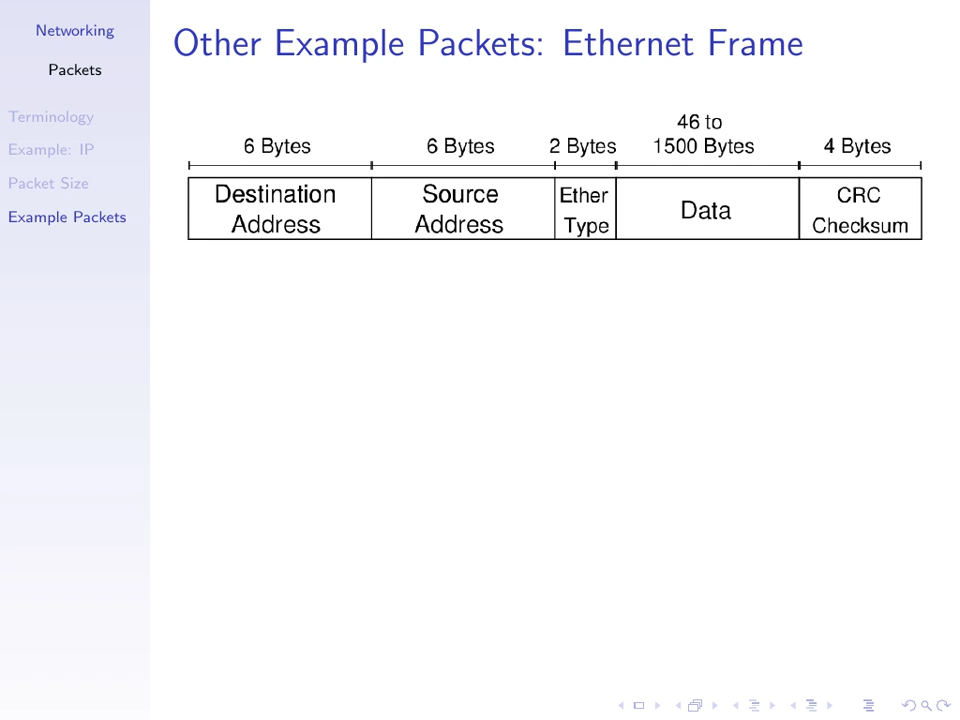 Networking
Packets
Terminology
Example: IP
Packet Size
Example Packets
Other Example Packets: Ethernet Frame
6 Bytes
6 Bytes
2 Bytes
46 to
1500 Bytes
4 Bytes
Destination
Address
Source
Address
Ether
Type
Data
CRC
Checksum